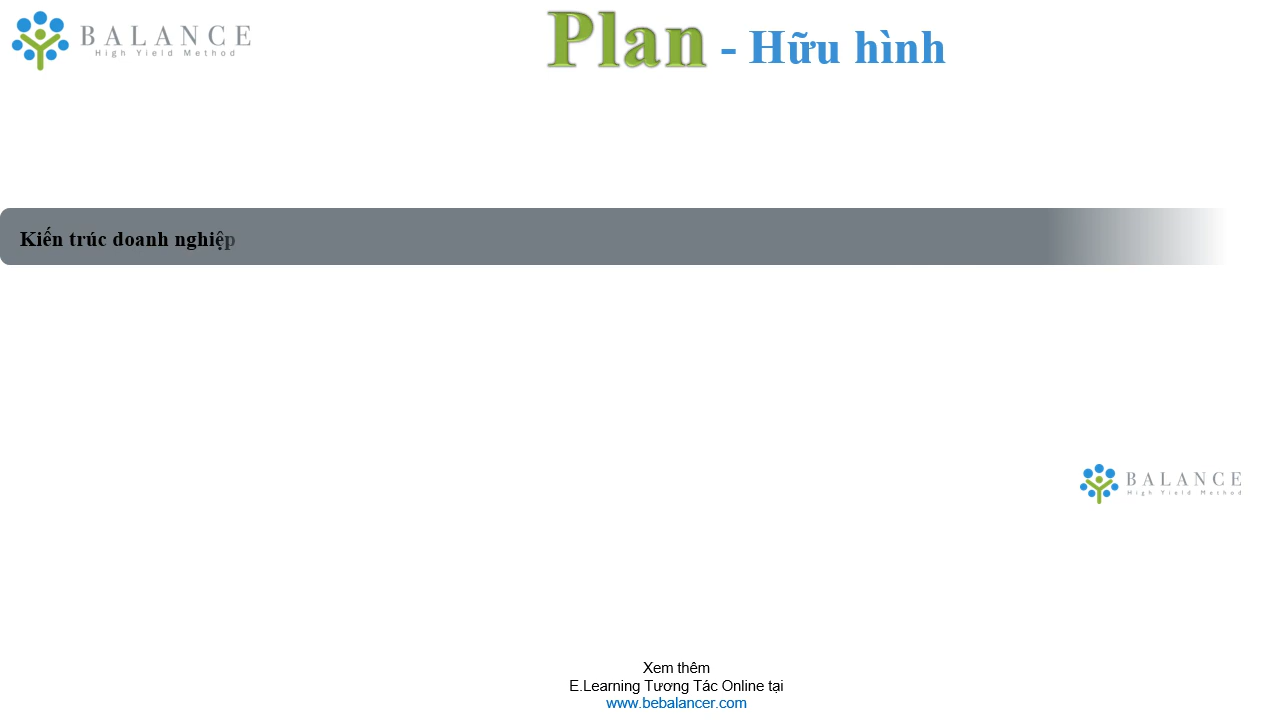 BALANCE
High Yield Method
Plan - Hữu hình
Kiến trúc doanh nghiệp
BALANCE
High Yield Method
Xem thêm
E.Learning Tương Tác Online tại
www.bebalancer.com